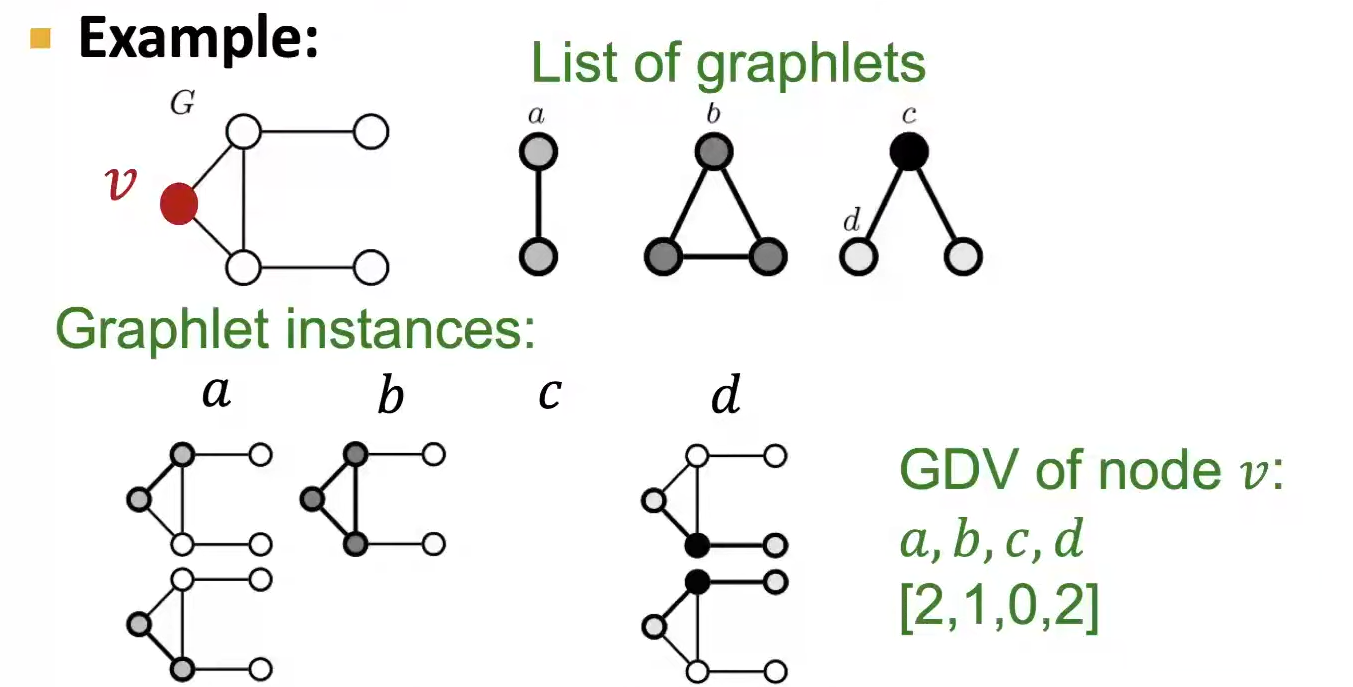 Example:
List of graphlets
G
a
b
c
v
d
Graphlet instances:
a b c d
GDV of node v:
a, b, c, d
[2,1,0,2]